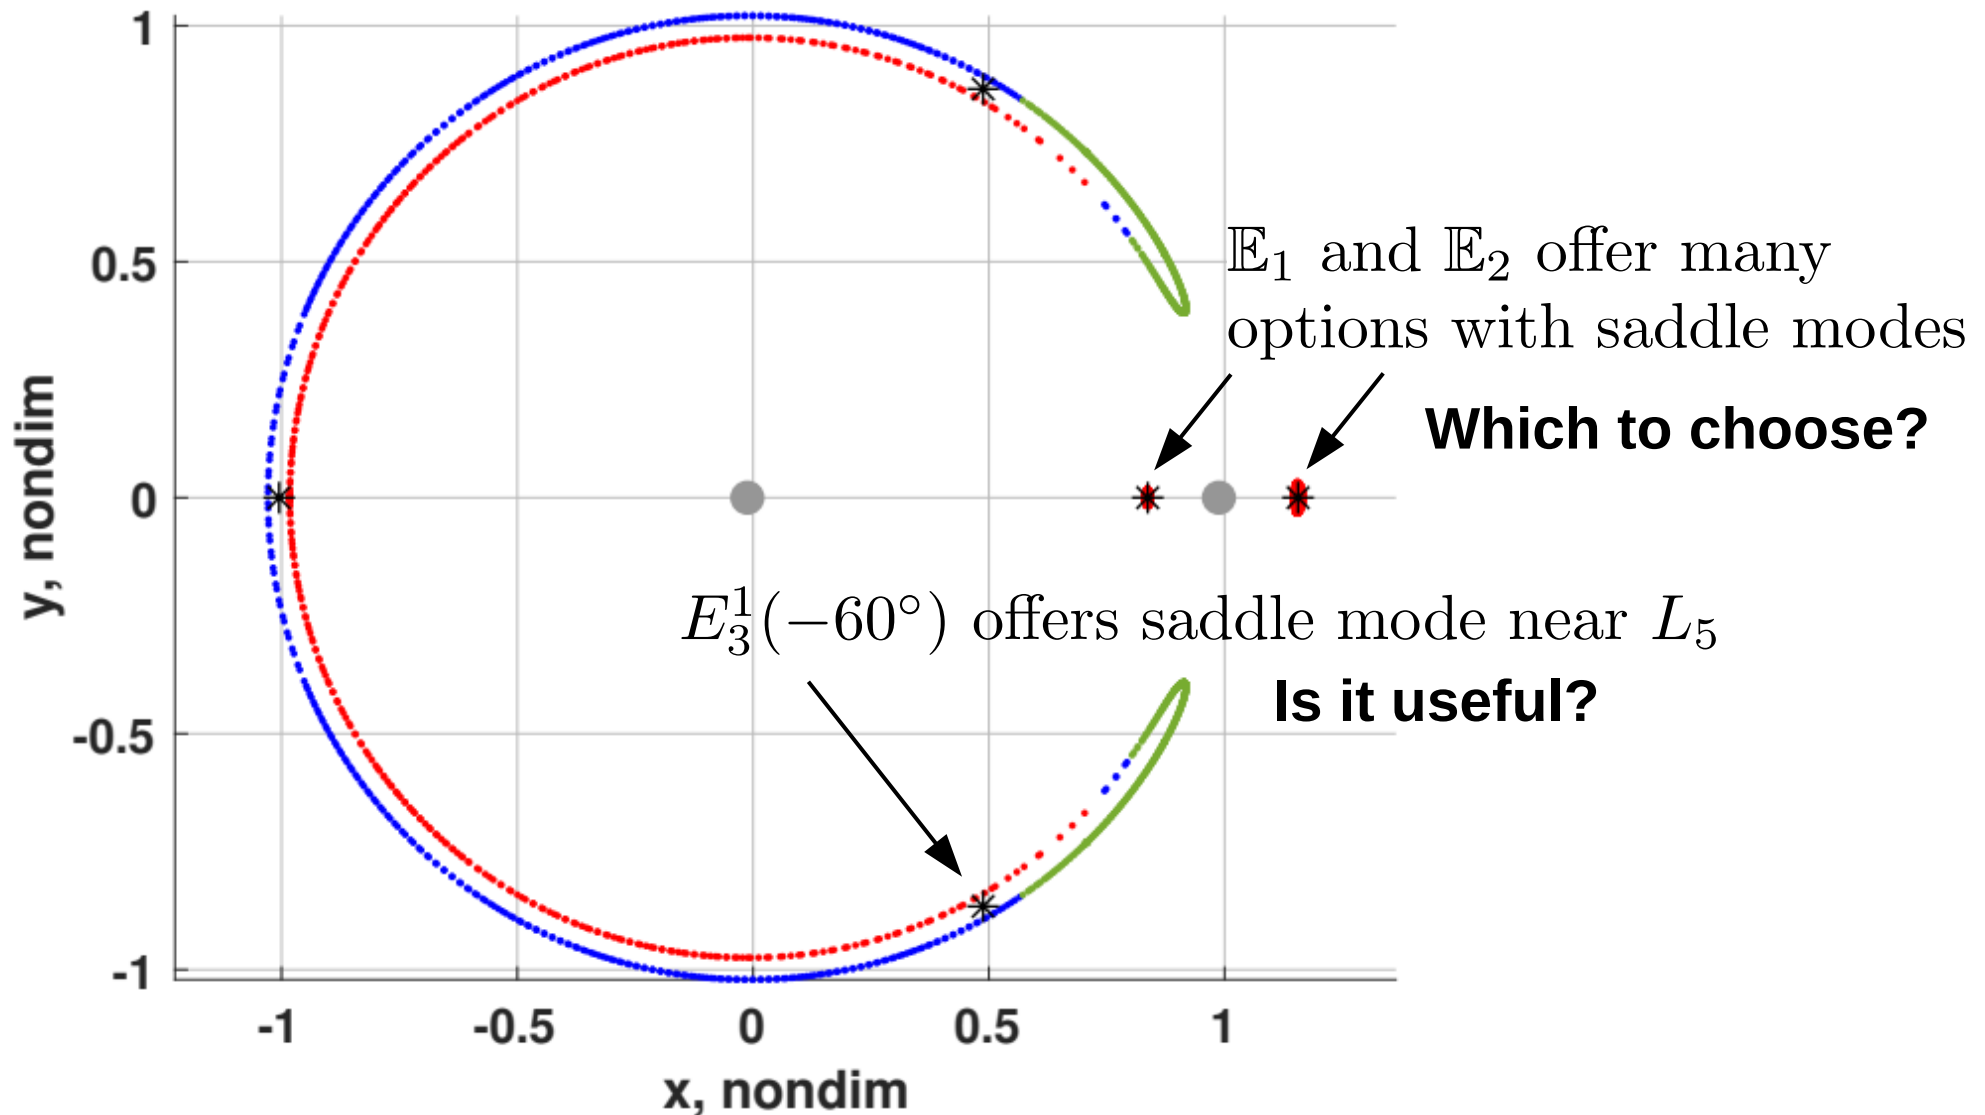 1
0.5
0
-0.5
-1
y, nondim
𝔼₁ and 𝔼₂ offer many
options with saddle modes
Which to choose?
E₃¹(−60°) offers saddle mode near L₅
Is it useful?
-1 -0.5 0 0.5 1
x, nondim